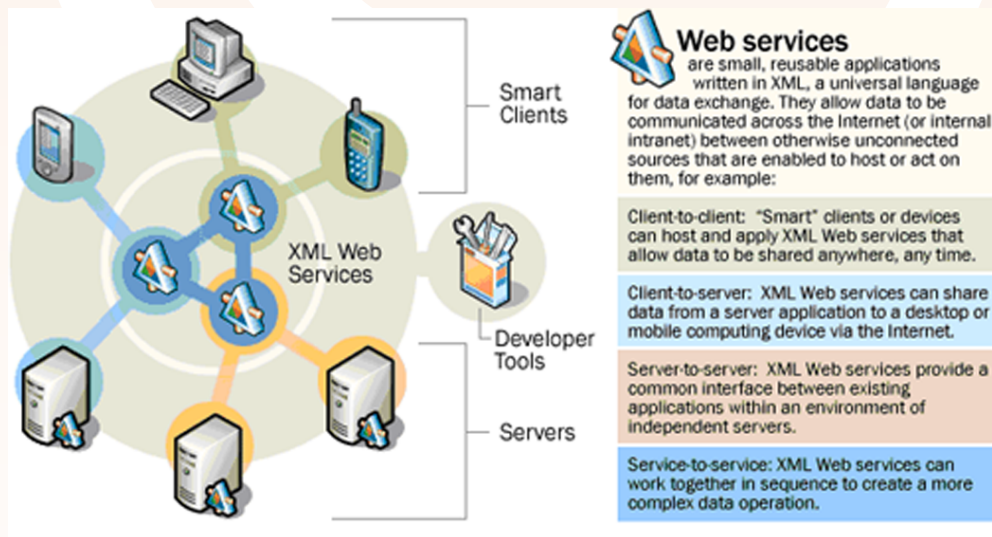 Smart
Clients
XML Web
Services
Developer
Tools
Servers
Web services
are small, reusable applications
written in XML, a universal language
for data exchange. They allow data to be
communicated across the Internet (or internal
intranet) between otherwise unconnected
sources that are enabled to host or act on
them, for example:
Client-to-client: “Smart” clients or devices
can host and apply XML Web services that
allow data to be shared anywhere, any time.
Client-to-server: XML Web services can share
data from a server application to a desktop or
mobile computing device via the Internet.
Server-to-server: XML Web services provide a
common interface between existing
applications within an environment of
independent servers.
Service-to-service: XML Web services can
work together in sequence to create a more
complex data operation.